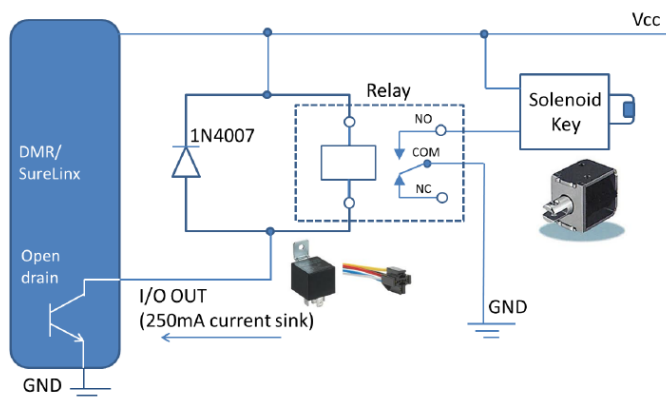 Vcc
Relay
1N4007
NO
COM
NC
Solenoid
Key
DMR/
SureLinx
Open
drain
I/O OUT
(250mA current sink)
GND
GND